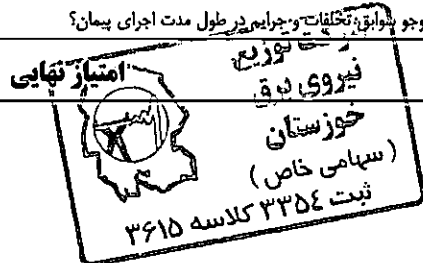 وجو سوابق تخلفات و جرایم در طول مدت اجرای پیمان؟
امتیاز نهایی
توزیع
نیروی برق
خوزستان
(سهامی خاص)
ثبت ۳۳۵۴ کلاسه ۳۶۱۵